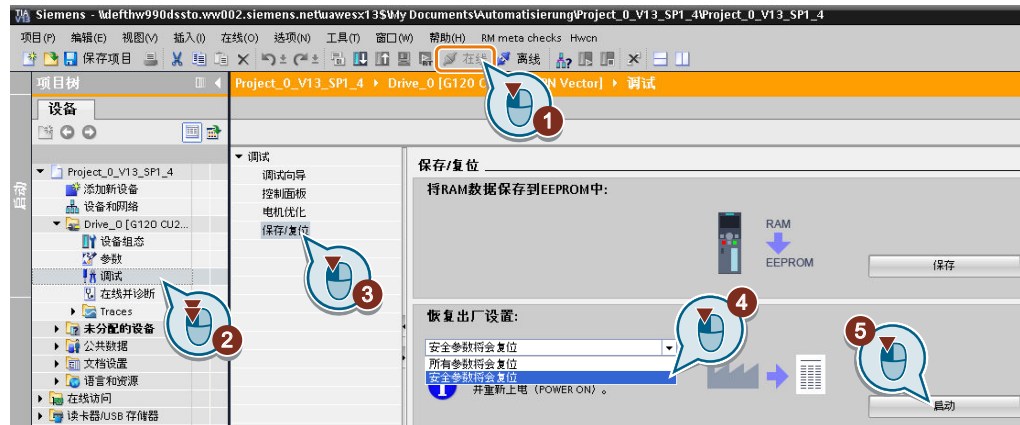 Siemens - \\defthw990dssto.ww002.siemens.net\uawesx13$\My Documents\Automatisierung\Project_0_V13_SP1_4\Project_0_V13_SP1_4
项目(P) 编辑(E) 视图(V) 插入(I) 在线(O) 选项(N) 工具(T) 窗口(W) 帮助(H) RM meta checks Hwcn
保存项目 在线 离线
项目树
Project_0_V13_SP1_4 ▸ Drive_0 [G120 N Vector] ▸ 调试
设备
1
启动
Project_0_V13_SP1_4
添加新设备
设备和网络
Drive_0 [G120 CU2...
设备组态
参数
调试
在线并诊断
Traces
未分配的设备
公共数据
文档设置
语言和资源
在线访问
读卡器/USB 存储器
2
调试
调试向导
控制面板
电机优化
保存/复位
3
保存/复位
将RAM数据保存到EEPROM中:
RAM
EEPROM
保存
恢复出厂设置:
4
5
安全参数将会复位
所有参数将会复位
安全参数将会复位
并重新上电 (POWER ON) 。
启动